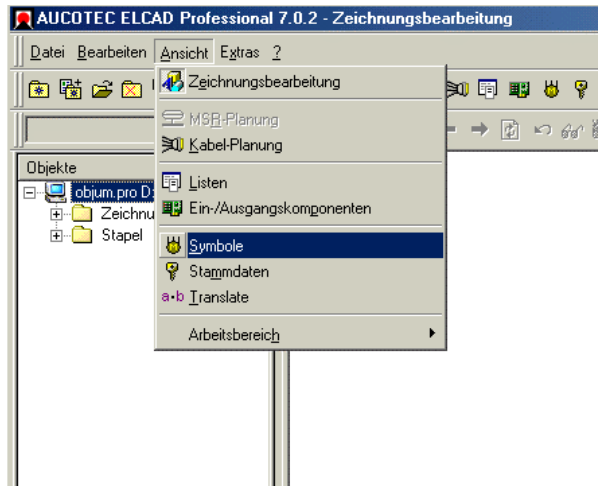 AUCOTEC ELCAD Professional 7.0.2 - Zeichnungsbearbeitung
Datei Bearbeiten Ansicht Extras ?
Zeichnungsbearbeitung
MSR-Planung
Kabel-Planung
Objekte
Listen
objum.pro D:
Ein-/Ausgangskomponenten
Zeichnu
Stapel
Symbole
Stammdaten
a·b Translate
Arbeitsbereich